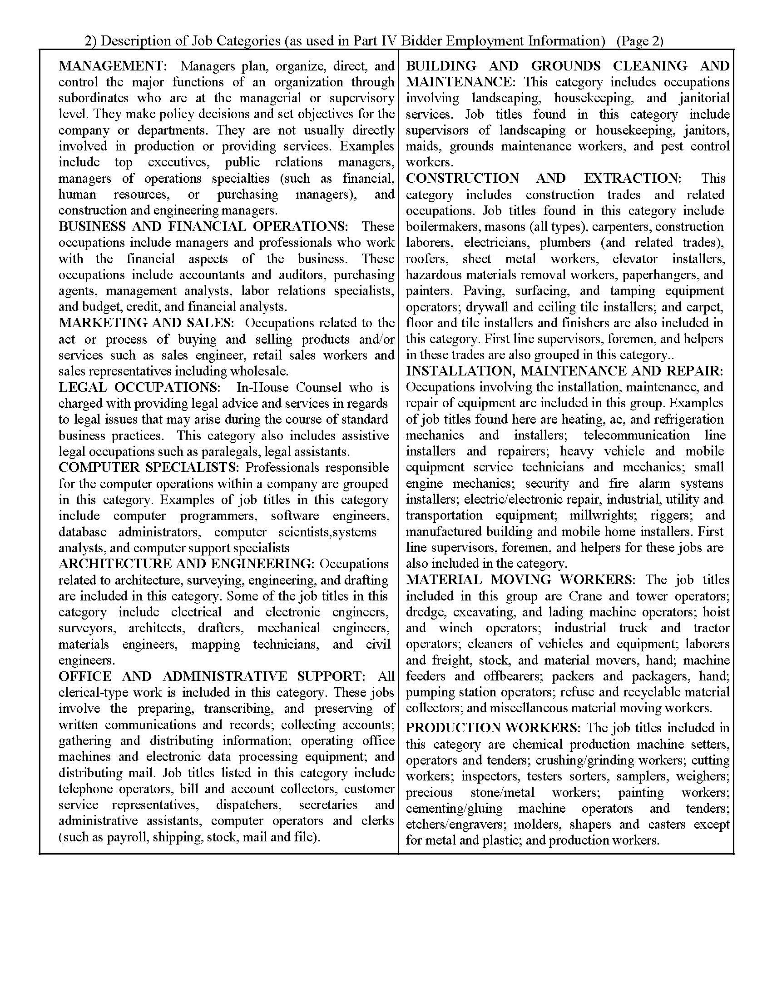 2) Description of Job Categories (as used in Part IV Bidder Employment Information) (Page 2)
MANAGEMENT: Managers plan, organize, direct, and
control the major functions of an organization through
subordinates who are at the managerial or supervisory
level. They make policy decisions and set objectives for the
company or departments. They are not usually directly
involved in production or providing services. Examples
include top executives, public relations managers,
managers of operations specialties (such as financial,
human resources, or purchasing managers), and
construction and engineering managers.
BUSINESS AND FINANCIAL OPERATIONS: These
occupations include managers and professionals who work
with the financial aspects of the business. These
occupations include accountants and auditors, purchasing
agents, management analysts, labor relations specialists,
and budget, credit, and financial analysts.
MARKETING AND SALES: Occupations related to the
act or process of buying and selling products and/or
services such as sales engineer, retail sales workers and
sales representatives including wholesale.
LEGAL OCCUPATIONS: In-House Counsel who is
charged with providing legal advice and services in regards
to legal issues that may arise during the course of standard
business practices. This category also includes assistive
legal occupations such as paralegals, legal assistants.
COMPUTER SPECIALISTS: Professionals responsible
for the computer operations within a company are grouped
in this category. Examples of job titles in this category
include computer programmers, software engineers,
database administrators, computer scientists,systems
analysts, and computer support specialists
ARCHITECTURE AND ENGINEERING: Occupations
related to architecture, surveying, engineering, and drafting
are included in this category. Some of the job titles in this
category include electrical and electronic engineers,
surveyors, architects, drafters, mechanical engineers,
materials engineers, mapping technicians, and civil
engineers.
OFFICE AND ADMINISTRATIVE SUPPORT: All
clerical-type work is included in this category. These jobs
involve the preparing, transcribing, and preserving of
written communications and records; collecting accounts;
gathering and distributing information; operating office
machines and electronic data processing equipment; and
distributing mail. Job titles listed in this category include
telephone operators, bill and account collectors, customer
service representatives, dispatchers, secretaries and
administrative assistants, computer operators and clerks
(such as payroll, shipping, stock, mail and file).
BUILDING AND GROUNDS CLEANING AND
MAINTENANCE: This category includes occupations
involving landscaping, housekeeping, and janitorial
services. Job titles found in this category include
supervisors of landscaping or housekeeping, janitors,
maids, grounds maintenance workers, and pest control
workers.
CONSTRUCTION AND EXTRACTION: This
category includes construction trades and related
occupations. Job titles found in this category include
boilermakers, masons (all types), carpenters, construction
laborers, electricians, plumbers (and related trades),
roofers, sheet metal workers, elevator installers,
hazardous materials removal workers, paperhangers, and
painters. Paving, surfacing, and tamping equipment
operators; drywall and ceiling tile installers; and carpet,
floor and tile installers and finishers are also included in
this category. First line supervisors, foremen, and helpers
in these trades are also grouped in this category..
INSTALLATION, MAINTENANCE AND REPAIR:
Occupations involving the installation, maintenance, and
repair of equipment are included in this group. Examples
of job titles found here are heating, ac, and refrigeration
mechanics and installers; telecommunication line
installers and repairers; heavy vehicle and mobile
equipment service technicians and mechanics; small
engine mechanics; security and fire alarm systems
installers; electric/electronic repair, industrial, utility and
transportation equipment; millwrights; riggers; and
manufactured building and mobile home installers. First
line supervisors, foremen, and helpers for these jobs are
also included in the category.
MATERIAL MOVING WORKERS: The job titles
included in this group are Crane and tower operators;
dredge, excavating, and lading machine operators; hoist
and winch operators; industrial truck and tractor
operators; cleaners of vehicles and equipment; laborers
and freight, stock, and material movers, hand; machine
feeders and offbearers; packers and packagers, hand;
pumping station operators; refuse and recyclable material
collectors; and miscellaneous material moving workers.
PRODUCTION WORKERS: The job titles included in
this category are chemical production machine setters,
operators and tenders; crushing/grinding workers; cutting
workers; inspectors, testers sorters, samplers, weighers;
precious stone/metal workers; painting workers;
cementing/gluing machine operators and tenders;
etchers/engravers; molders, shapers and casters except
for metal and plastic; and production workers.